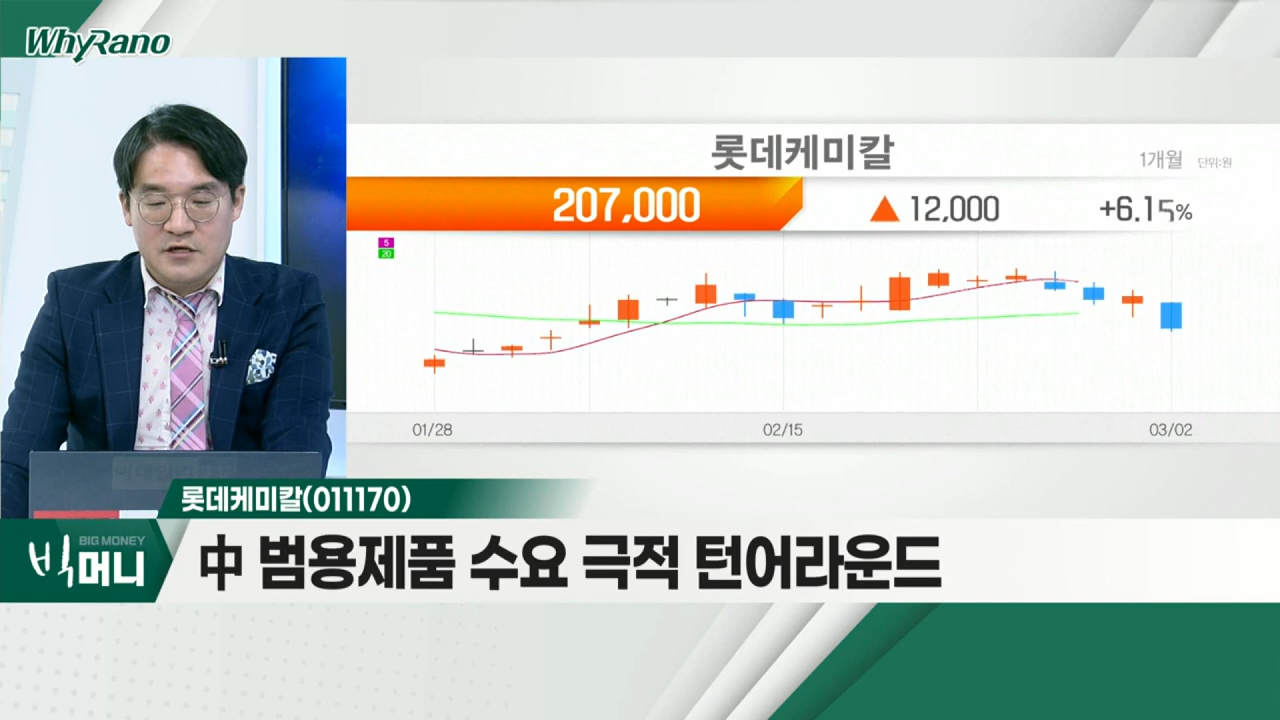 WhyRano
롯데케미칼
1개월 단위:원
207,000 ▲ 12,000 +6.15%
5
20
01/28 02/15 03/02
롯데케미칼(011170)
BIG MONEY
빅머니
中 범용제품 수요 극적 턴어라운드